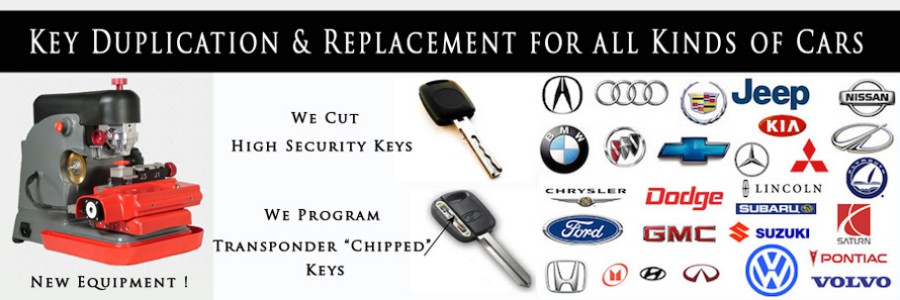 KEY DUPLICATION & REPLACEMENT FOR ALL KINDS OF CARS
WE CUT
HIGH SECURITY KEYS
WE PROGRAM
TRANSPONDER “CHIPPED”
KEYS
NEW EQUIPMENT !
Jeep
NISSAN
KIA
BMW
CHRYSLER
Dodge
LINCOLN
SUBARU
Ford
GMC
SUZUKI
SATURN
PONTIAC
VOLVO